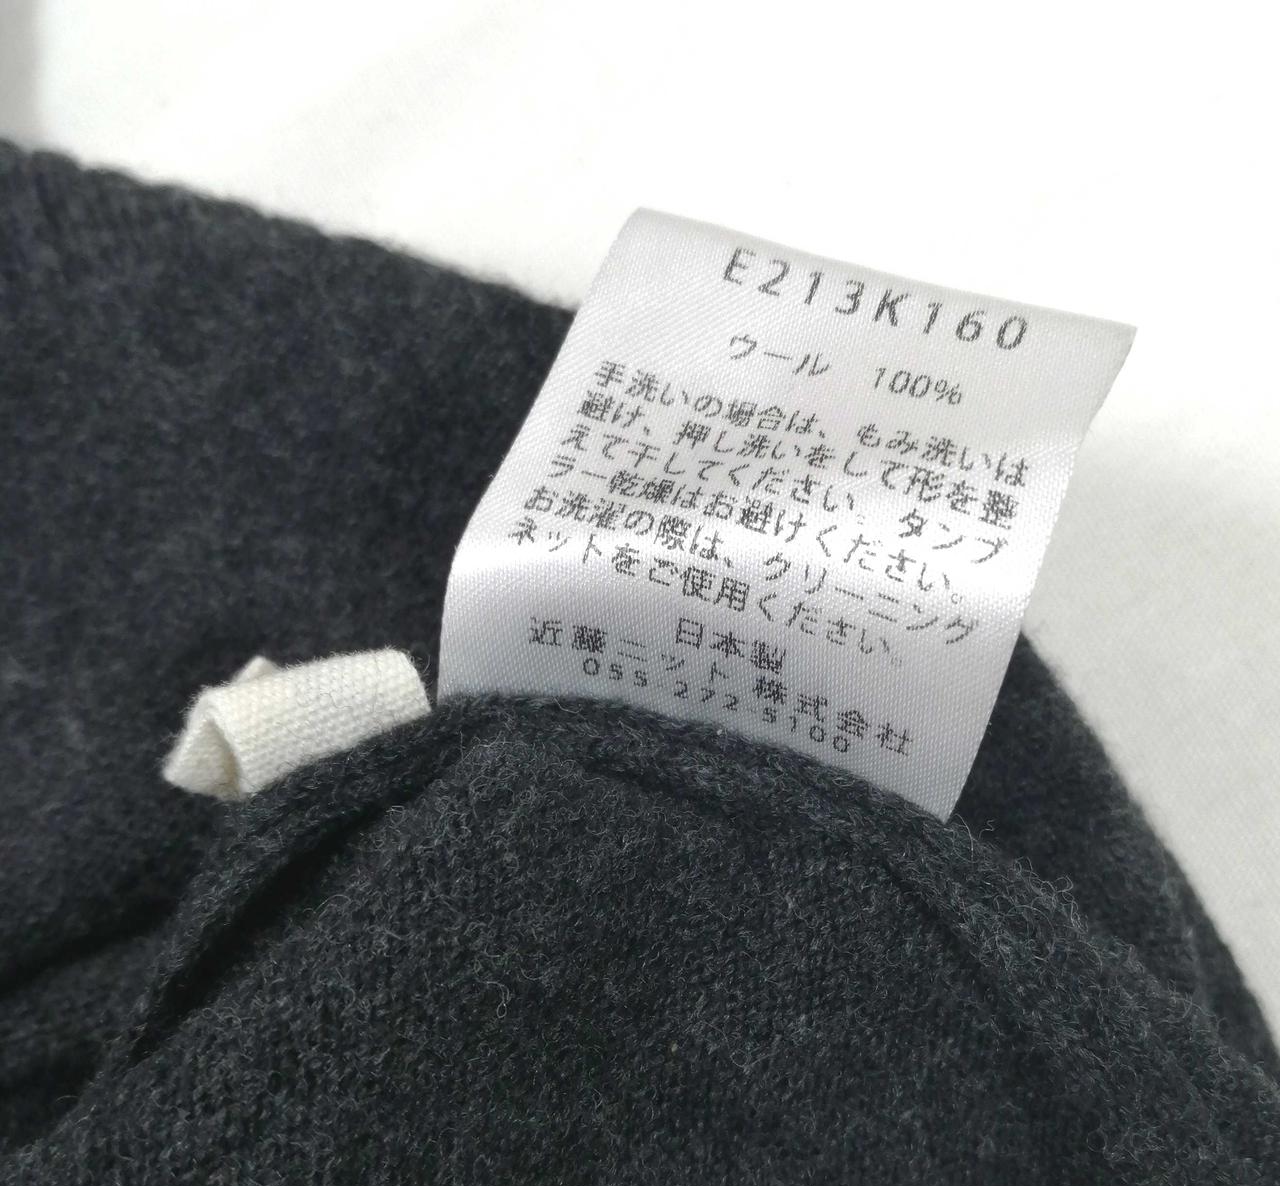 E213K160
ウール 100%
手洗いの場合は、もみ洗いは
避け、押し洗いをして形を整
えて干してください。タンブ
ラー乾燥はお避けください。
お洗濯の際は、クリーニング
ネットをご使用ください。
日本製
近藤ニット株式会社
055-272-5100